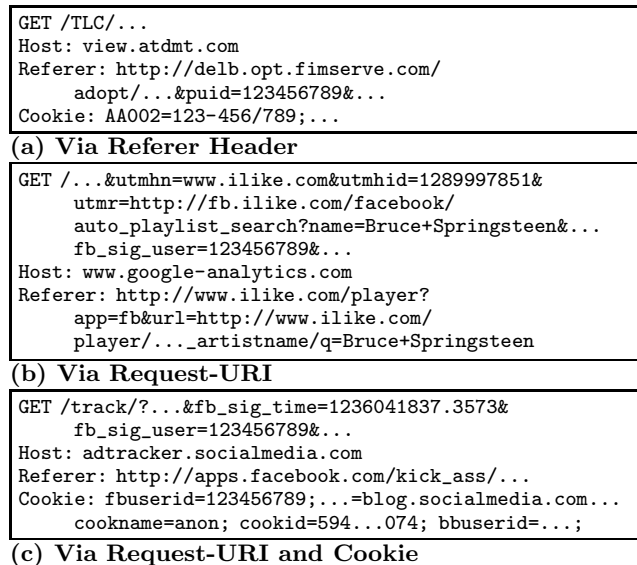 GET /TLC/...
Host: view.atdmt.com
Referer: http://delb.opt.fimserve.com/
adopt/...&puid=123456789&...
Cookie: AA002=123-456/789;...
(a) Via Referer Header
GET /...&utmhn=www.ilike.com&utmhid=1289997851&
utmr=http://fb.ilike.com/facebook/
auto_playlist_search?name=Bruce+Springsteen&...
fb_sig_user=123456789&...
Host: www.google-analytics.com
Referer: http://www.ilike.com/player?
app=fb&url=http://www.ilike.com/
player/..._artistname/q=Bruce+Springsteen
(b) Via Request-URI
GET /track/?...&fb_sig_time=1236041837.3573&
fb_sig_user=123456789&...
Host: adtracker.socialmedia.com
Referer: http://apps.facebook.com/kick_ass/...
Cookie: fbuserid=123456789;...=blog.socialmedia.com...
cookname=anon; cookid=594...074; bbuserid=...;
(c) Via Request-URI and Cookie